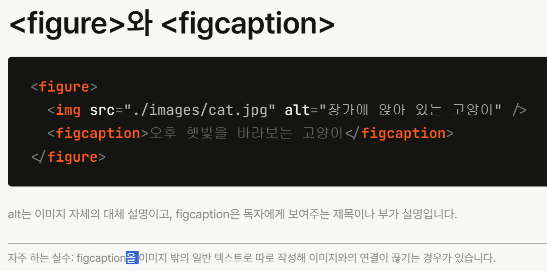 <figure>와 <figcaption>
<figure>
<img src="./images/cat.jpg" alt="창가에 앉아 있는 고양이" />
<figcaption>오후 햇빛을 바라보는 고양이</figcaption>
</figure>
alt는 이미지 자체의 대체 설명이고, figcaption은 독자에게 보여주는 제목이나 부가 설명입니다.
자주 하는 실수: figcaption을 이미지 밖의 일반 텍스트로 따로 작성해 이미지와의 연결이 끊기는 경우가 있습니다.